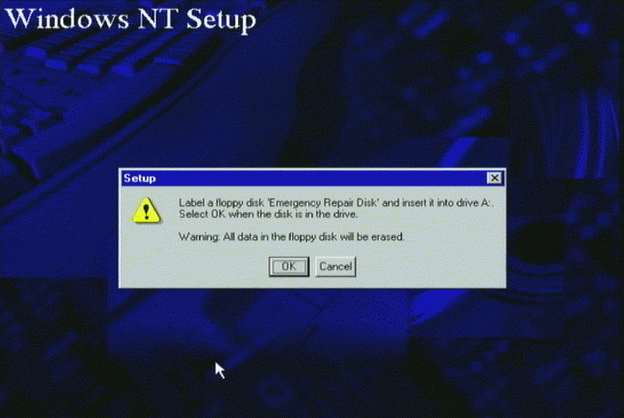 Windows NT Setup
Setup
Label a floppy disk 'Emergency Repair Disk' and insert it into drive A:.
Select OK when the disk is in the drive.
Warning: All data in the floppy disk will be erased.
OK Cancel